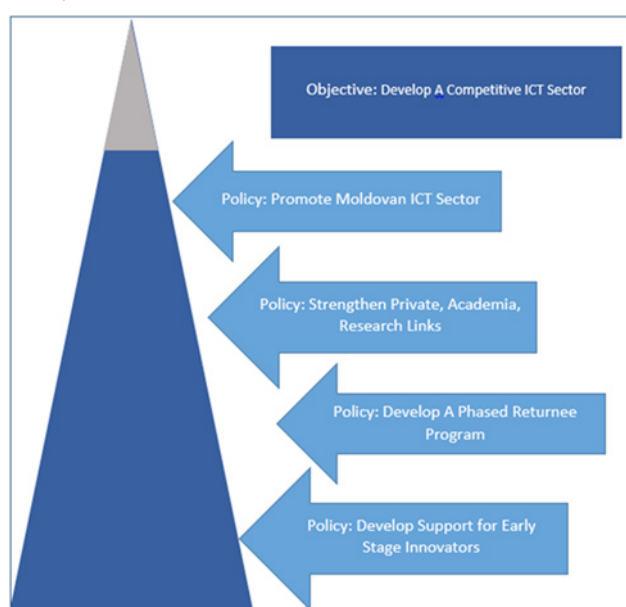 Objective: Develop A Competitive ICT Sector
Policy: Promote Moldovan ICT Sector
Policy: Strengthen Private, Academia,
Research Links
Policy: Develop A Phased Returnee
Program
Policy: Develop Support for Early
Stage Innovators